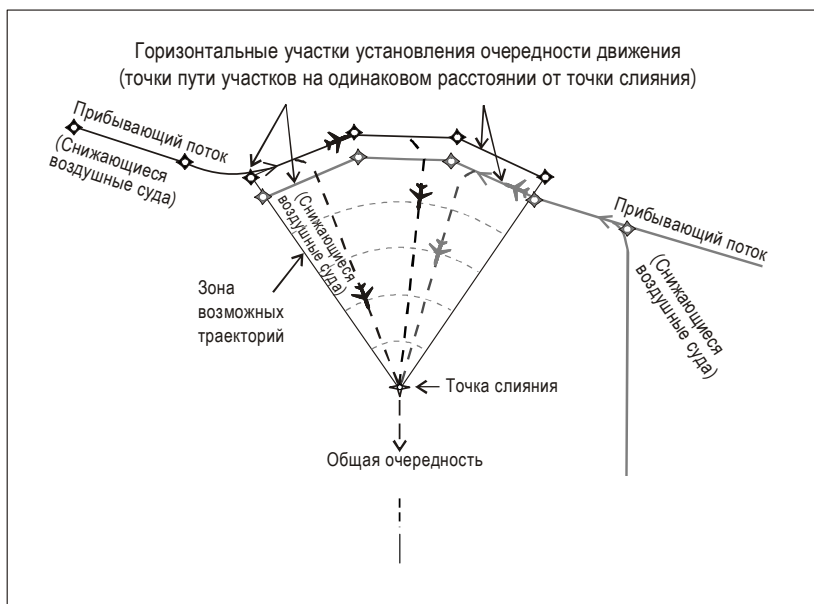 Горизонтальные участки установления очередности движения
(точки пути участков на одинаковом расстоянии от точки слияния)
Прибывающий поток
(Снижающиеся
воздушные суда)
(Снижающиеся
воздушные суда)
Прибывающий поток
(Снижающиеся
воздушные суда)
Зона
возможных
траекторий
Точка слияния
Общая очередность